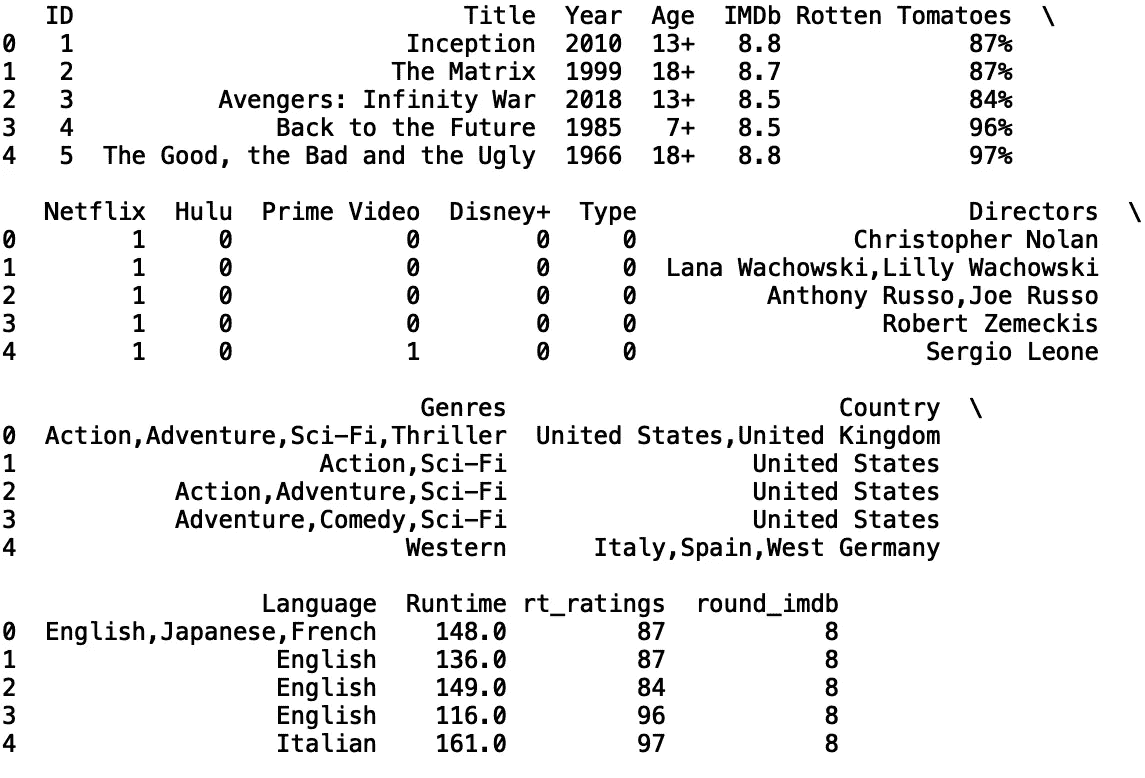 ID                           Title  Year  Age  IMDb Rotten Tomatoes  \
0  1                        Inception  2010  13+   8.8             87%
1  2                       The Matrix  1999  18+   8.7             87%
2  3           Avengers: Infinity War  2018  13+   8.5             84%
3  4               Back to the Future  1985   7+   8.5             96%
4  5   The Good, the Bad and the Ugly  1966  18+   8.8             97%

   Netflix  Hulu  Prime Video  Disney+  Type                      Directors  \
0        1     0            0        0     0              Christopher Nolan
1        1     0            0        0     0  Lana Wachowski,Lilly Wachowski
2        1     0            0        0     0          Anthony Russo,Joe Russo
3        1     0            0        0     0                Robert Zemeckis
4        1     0            1        0     0                   Sergio Leone

                            Genres                       Country  \
0  Action,Adventure,Sci-Fi,Thriller  United States,United Kingdom
1                     Action,Sci-Fi                 United States
2           Action,Adventure,Sci-Fi                 United States
3           Adventure,Comedy,Sci-Fi                 United States
4                           Western      Italy,Spain,West Germany

                 Language  Runtime rt_ratings  round_imdb
0  English,Japanese,French    148.0         87           8
1                  English    136.0         87           8
2                  English    149.0         84           8
3                  English    116.0         96           8
4                  Italian    161.0         97           8